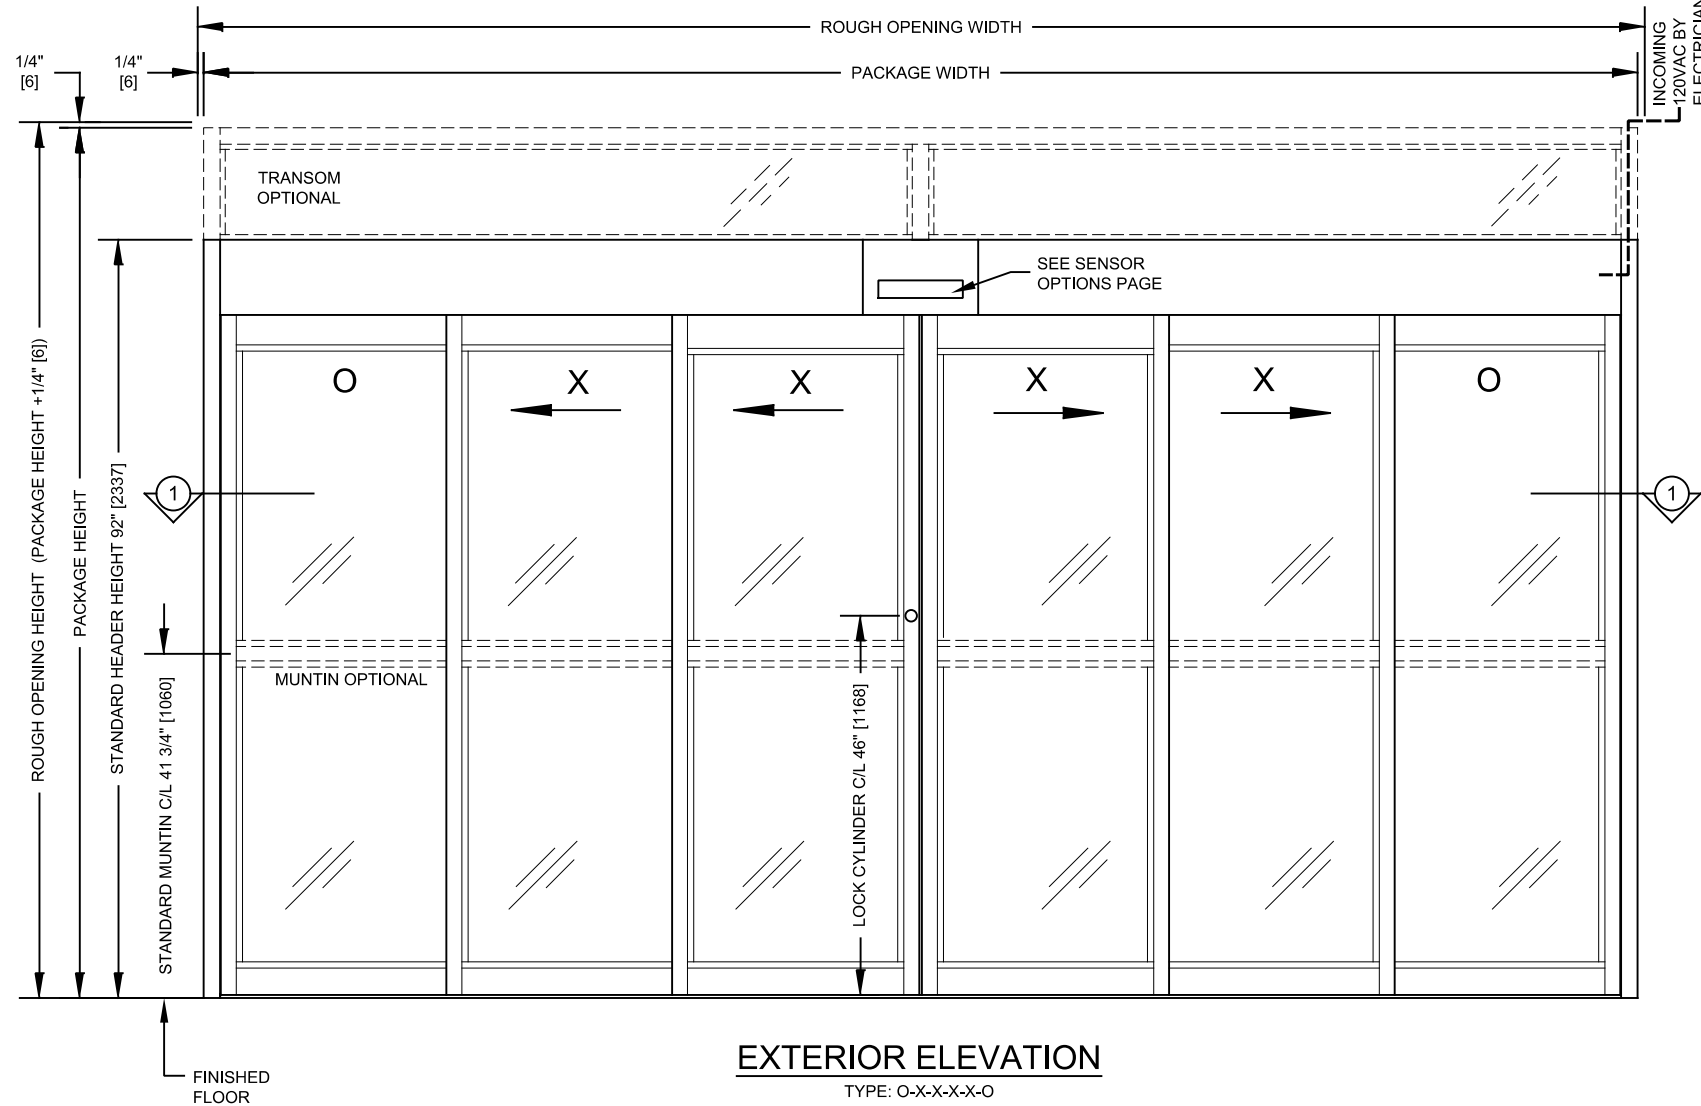 ROUGH OPENING WIDTH
PACKAGE WIDTH
1/4"
[6]
1/4"
[6]
INCOMING
120VAC BY
ELECTRICIAN
TRANSOM
OPTIONAL
SEE SENSOR
OPTIONS PAGE
O
X
X
X
X
O
1
1
ROUGH OPENING HEIGHT (PACKAGE HEIGHT +1/4" [6])
PACKAGE HEIGHT
STANDARD HEADER HEIGHT 92" [2337]
STANDARD MUNTIN C/L 41 3/4" [1060]
MUNTIN OPTIONAL
LOCK CYLINDER C/L 46" [1168]
FINISHED
FLOOR
EXTERIOR ELEVATION
TYPE: O-X-X-X-X-O